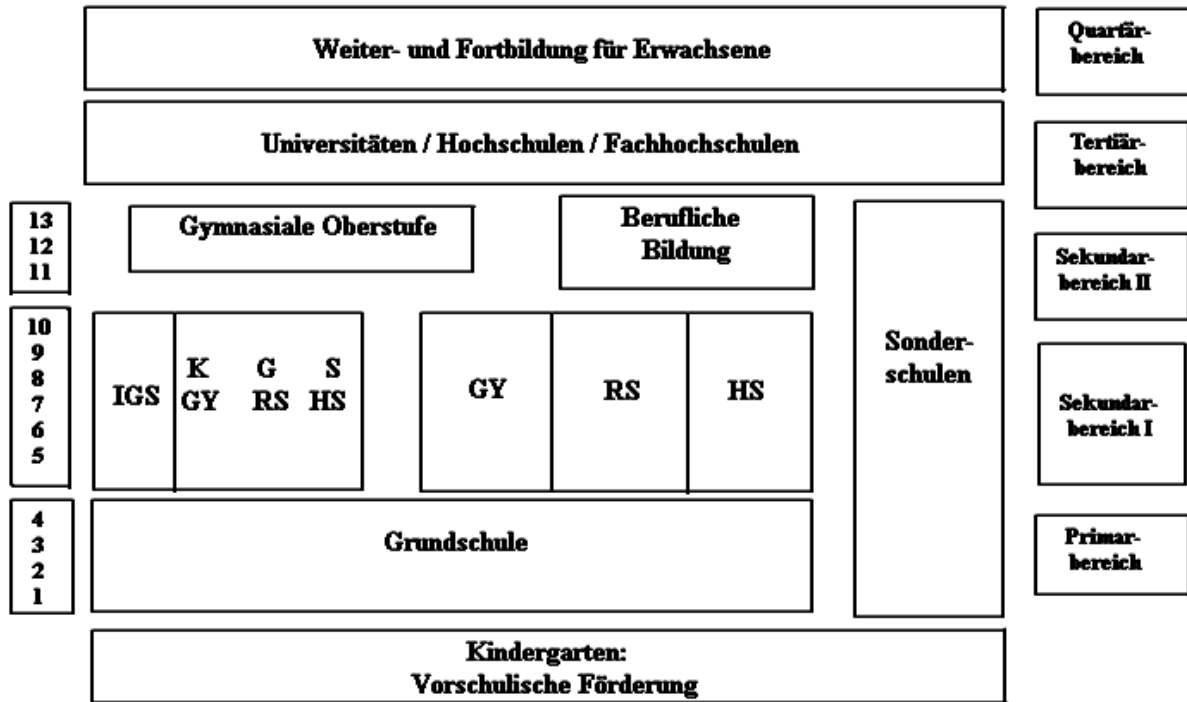 Weiter- und Fortbildung für Erwachsene
Quartär-
bereich
Universitäten / Hochschulen / Fachhochschulen
Tertiär-
bereich
13
12
11
Gymnasiale Oberstufe
Berufliche
Bildung
Sekundar-
bereich II
10
9
8
7
6
5
IGS
K G S
GY RS HS
GY
RS
HS
Sonder-
schulen
Sekundar-
bereich I
4
3
2
1
Grundschule
Primar-
bereich
Kindergarten:
Vorschulische Förderung